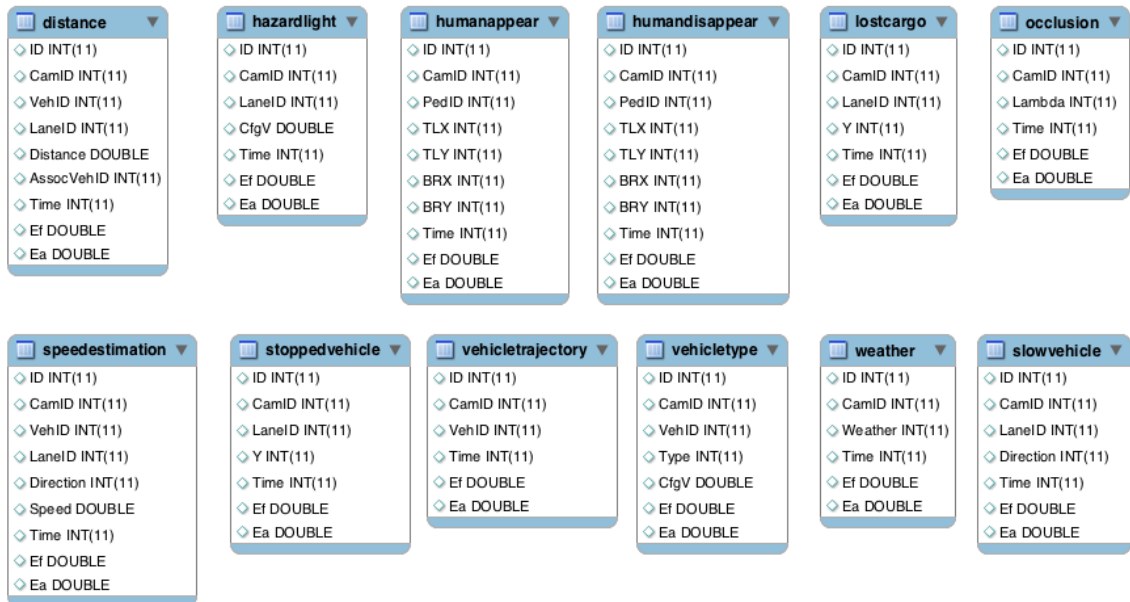 distance
ID INT(11)
CamID INT(11)
VehID INT(11)
LaneID INT(11)
Distance DOUBLE
AssocVehID INT(11)
Time INT(11)
Ef DOUBLE
Ea DOUBLE
hazardlight
ID INT(11)
CamID INT(11)
LaneID INT(11)
CfgV DOUBLE
Time INT(11)
Ef DOUBLE
Ea DOUBLE
humanappear
ID INT(11)
CamID INT(11)
PedID INT(11)
TLX INT(11)
TLY INT(11)
BRX INT(11)
BRY INT(11)
Time INT(11)
Ef DOUBLE
Ea DOUBLE
humandisappear
ID INT(11)
CamID INT(11)
PedID INT(11)
TLX INT(11)
TLY INT(11)
BRX INT(11)
BRY INT(11)
Time INT(11)
Ef DOUBLE
Ea DOUBLE
lostcargo
ID INT(11)
CamID INT(11)
LaneID INT(11)
Y INT(11)
Time INT(11)
Ef DOUBLE
Ea DOUBLE
occlusion
ID INT(11)
CamID INT(11)
Lambda INT(11)
Time INT(11)
Ef DOUBLE
Ea DOUBLE
speedestimation
ID INT(11)
CamID INT(11)
VehID INT(11)
LaneID INT(11)
Direction INT(11)
Speed DOUBLE
Time INT(11)
Ef DOUBLE
Ea DOUBLE
stoppedvehicle
ID INT(11)
CamID INT(11)
LaneID INT(11)
Y INT(11)
Time INT(11)
Ef DOUBLE
Ea DOUBLE
vehicletrajectory
ID INT(11)
CamID INT(11)
VehID INT(11)
Time INT(11)
Ef DOUBLE
Ea DOUBLE
vehicletype
ID INT(11)
CamID INT(11)
VehID INT(11)
Type INT(11)
CfgV DOUBLE
Ef DOUBLE
Ea DOUBLE
weather
ID INT(11)
CamID INT(11)
Weather INT(11)
Time INT(11)
Ef DOUBLE
Ea DOUBLE
slowvehicle
ID INT(11)
CamID INT(11)
LaneID INT(11)
Direction INT(11)
Time INT(11)
Ef DOUBLE
Ea DOUBLE